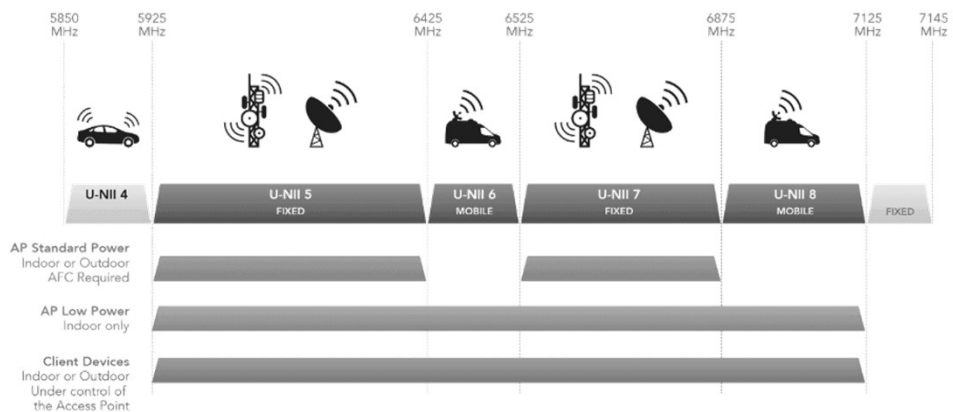 5850 MHz
5925 MHz
6425 MHz
6525 MHz
6875 MHz
7125 MHz
7145 MHz
U-NII 4
U-NII 5
FIXED
U-NII 6
MOBILE
U-NII 7
FIXED
U-NII 8
MOBILE
FIXED
AP Standard Power
Indoor or Outdoor
AFC Required
AP Low Power
Indoor only
Client Devices
Indoor or Outdoor
Under control of
the Access Point